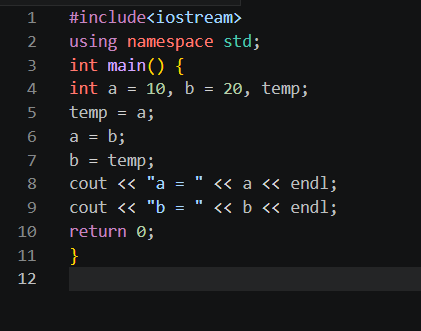 1 #include<iostream>
2 using namespace std;
3 int main() {
4 int a = 10, b = 20, temp;
5 temp = a;
6 a = b;
7 b = temp;
8 cout << "a = " << a << endl;
9 cout << "b = " << b << endl;
10 return 0;
11 }
12